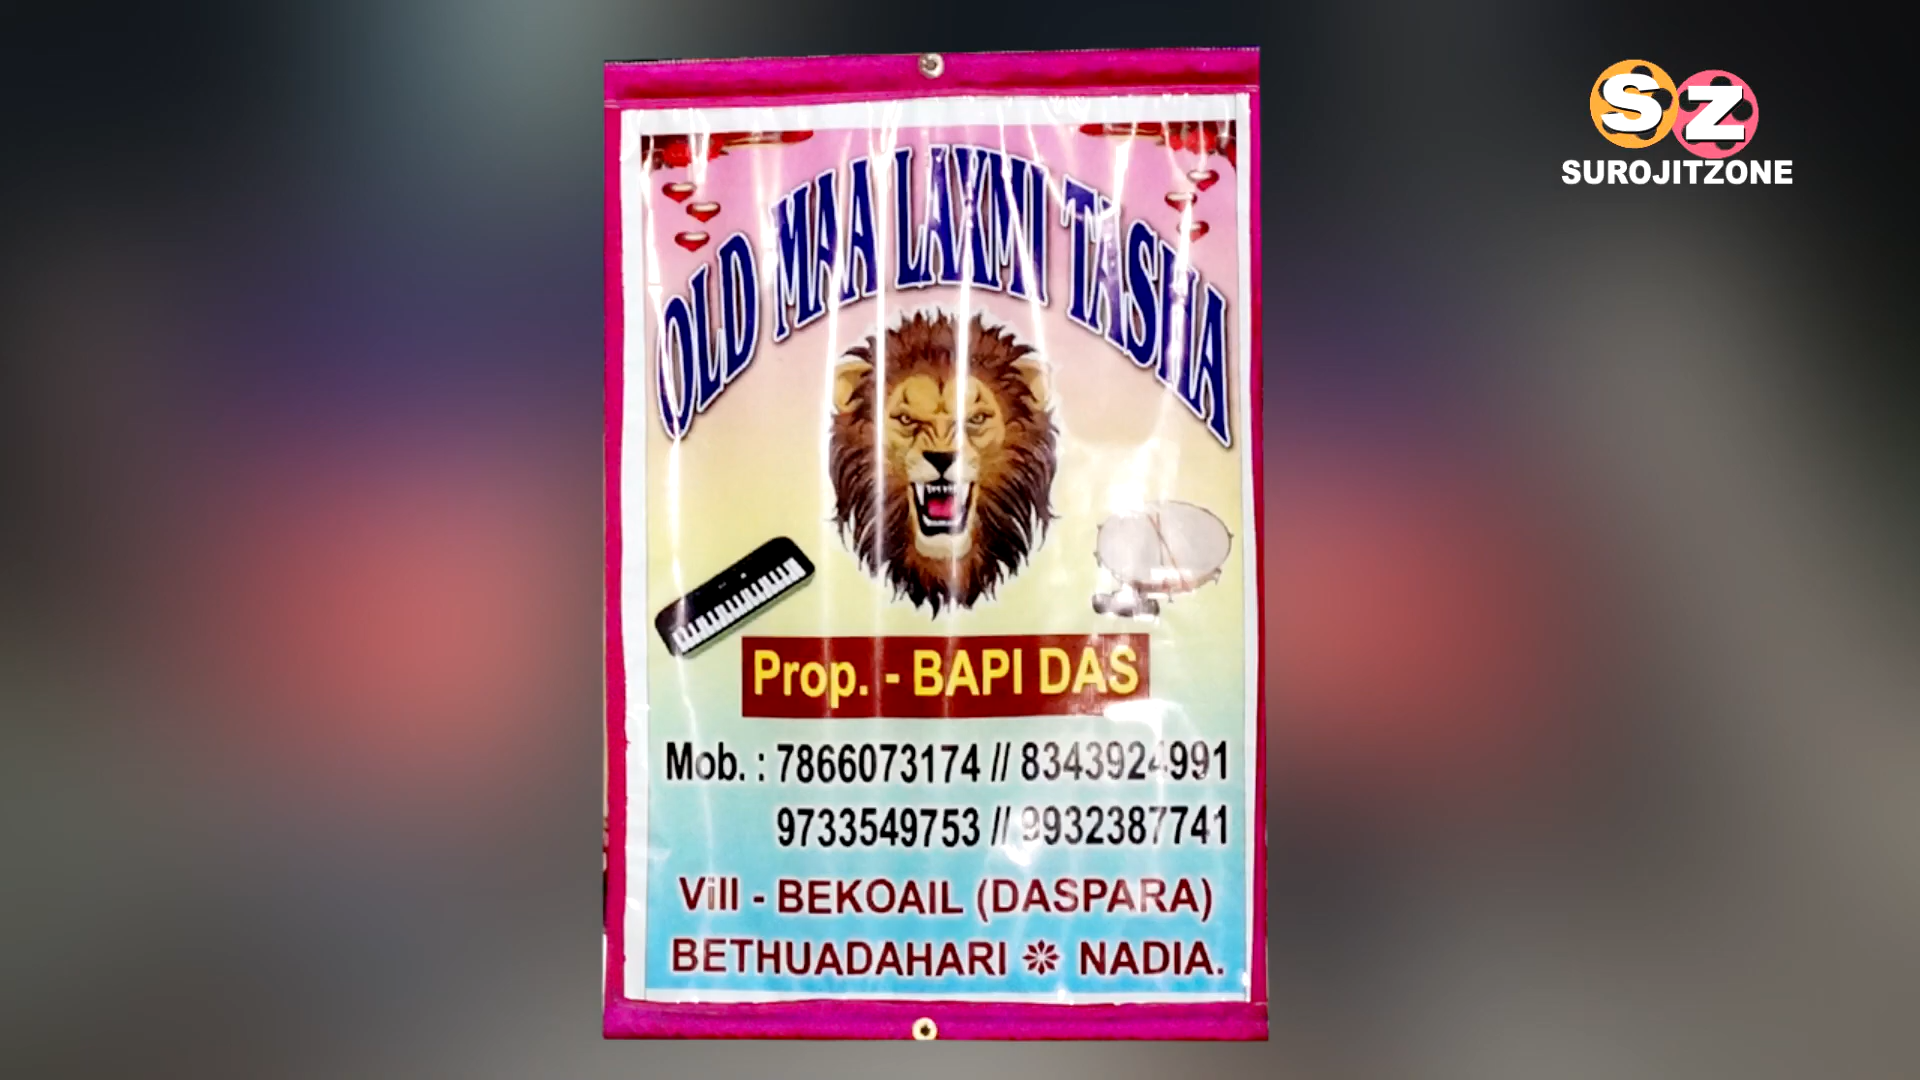 SZ
SUROJITZONE
OLD MAA LAXMI TASHA
Prop. - BAPI DAS
Mob. : 7866073174 // 8343924991
9733549753 // 9932387741
Vill - BEKOAIL (DASPARA)
BETHUADAHARI ❋ NADIA.